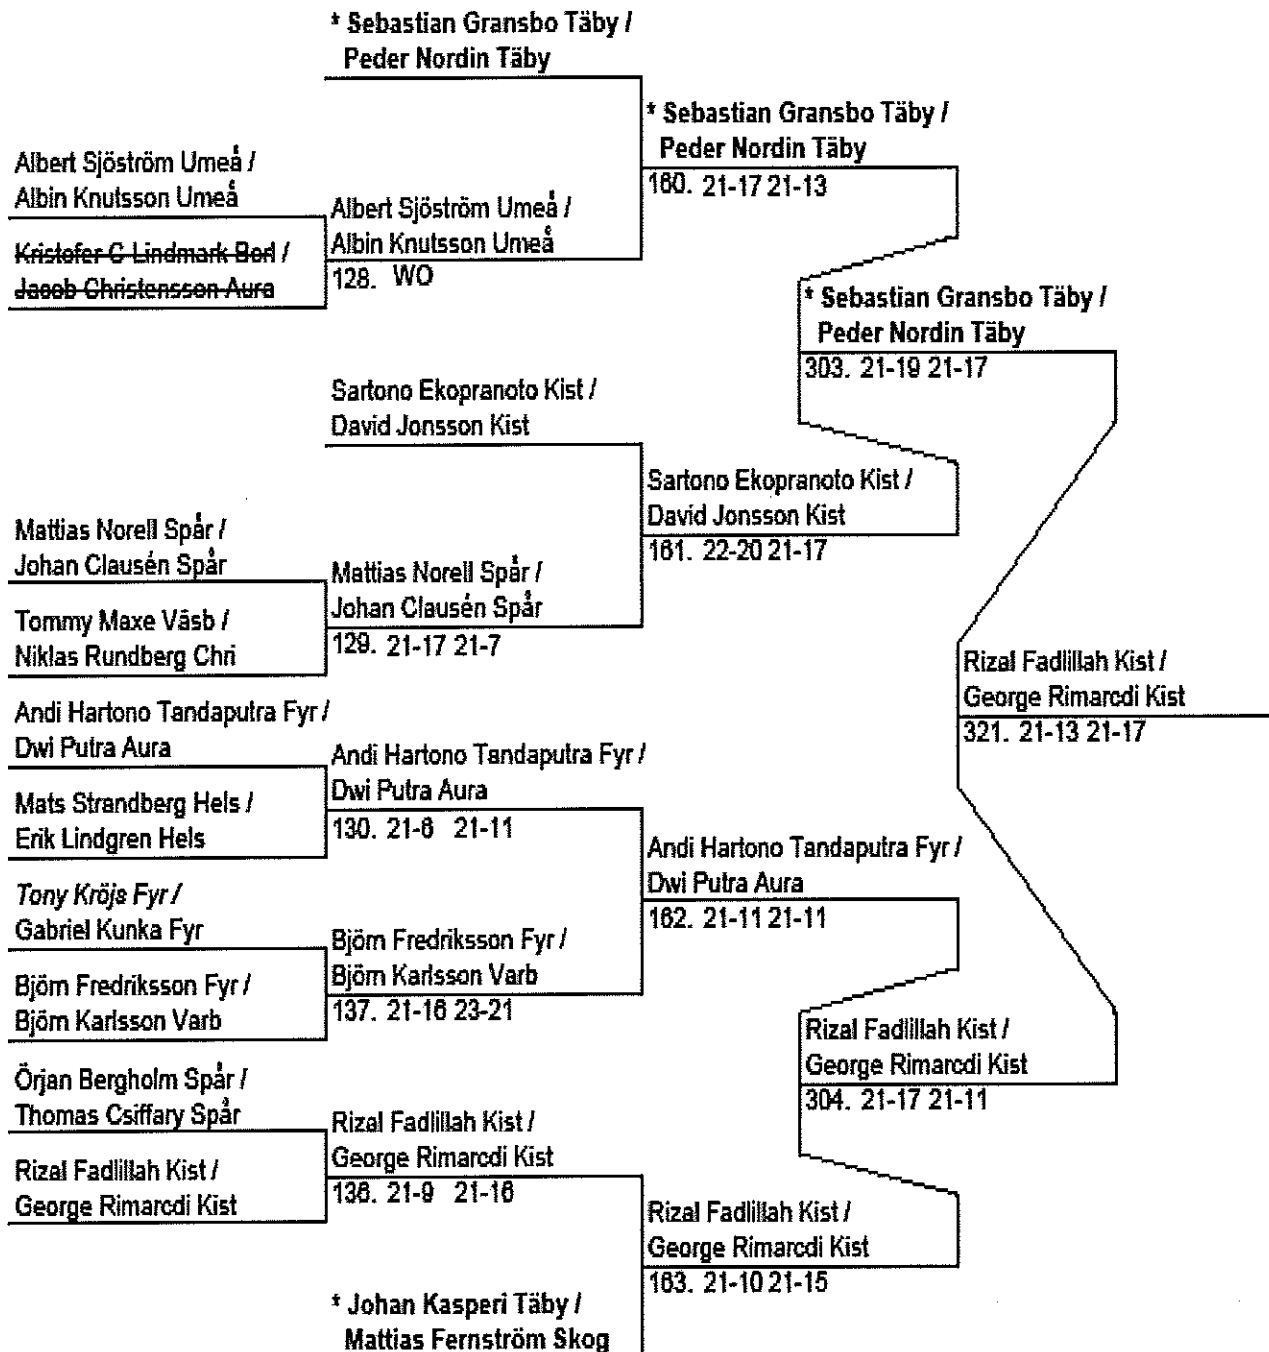 * Sebastian Gransbo Täby /
Peder Nordin Täby
* Sebastian Gransbo Täby /
Peder Nordin Täby
160. 21-17 21-13
Albert Sjöström Umeå /
Albin Knutsson Umeå
Albert Sjöström Umeå /
Albin Knutsson Umeå
128. WO
Kristofer C Lindmark Borl /
Jacob Christensson Aura
* Sebastian Gransbo Täby /
Peder Nordin Täby
303. 21-19 21-17
Sartono Ekopranoto Kist /
David Jonsson Kist
Sartono Ekopranoto Kist /
David Jonsson Kist
161. 22-20 21-17
Mattias Norell Spår /
Johan Clausén Spår
Mattias Norell Spår /
Johan Clausén Spår
129. 21-17 21-7
Tommy Maxe Väsb /
Niklas Rundberg Chri
Rizal Fadlillah Kist /
George Rimarcdi Kist
321. 21-13 21-17
Andi Hartono Tandaputra Fyr /
Dwi Putra Aura
Andi Hartono Tandaputra Fyr /
Dwi Putra Aura
130. 21-6 21-11
Mats Strandberg Hels /
Erik Lindgren Hels
Andi Hartono Tandaputra Fyr /
Dwi Putra Aura
162. 21-11 21-11
Tony Kröjs Fyr /
Gabriel Kunka Fyr
Björn Fredriksson Fyr /
Björn Karlsson Varb
137. 21-16 23-21
Björn Fredriksson Fyr /
Björn Karlsson Varb
Rizal Fadlillah Kist /
George Rimarcdi Kist
304. 21-17 21-11
Örjan Bergholm Spår /
Thomas Csiffary Spår
Rizal Fadlillah Kist /
George Rimarcdi Kist
136. 21-9 21-16
Rizal Fadlillah Kist /
George Rimarcdi Kist
Rizal Fadlillah Kist /
George Rimarcdi Kist
163. 21-10 21-15
* Johan Kasperi Täby /
Mattias Fernström Skog